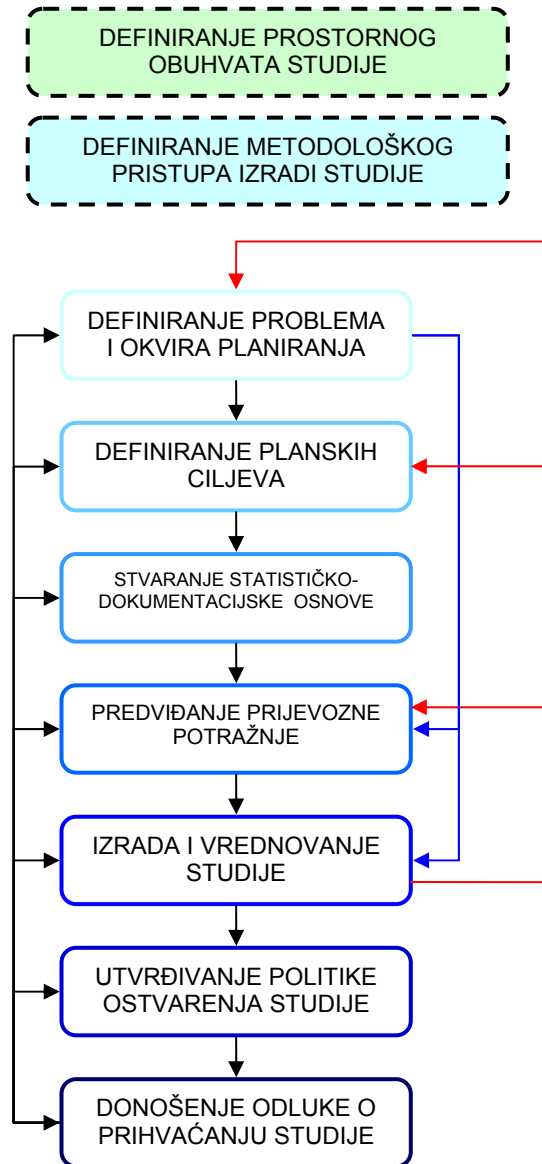 DEFINIRANJE PROSTORNOG
OBUHVATA STUDIJE
DEFINIRANJE METODOLOŠKOG
PRISTUPA IZRADI STUDIJE
DEFINIRANJE PROBLEMA
I OKVIRA PLANIRANJA
DEFINIRANJE PLANSKIH
CILJEVA
STVARANJE STATISTIČKO-
DOKUMENTACIJSKE OSNOVE
PREDVIĐANJE PRIJEVOZNE
POTRAŽNJE
IZRADA I VREDNOVANJE
STUDIJE
UTVRĐIVANJE POLITIKE
OSTVARENJA STUDIJE
DONOŠENJE ODLUKE O
PRIHVAĆANJU STUDIJE